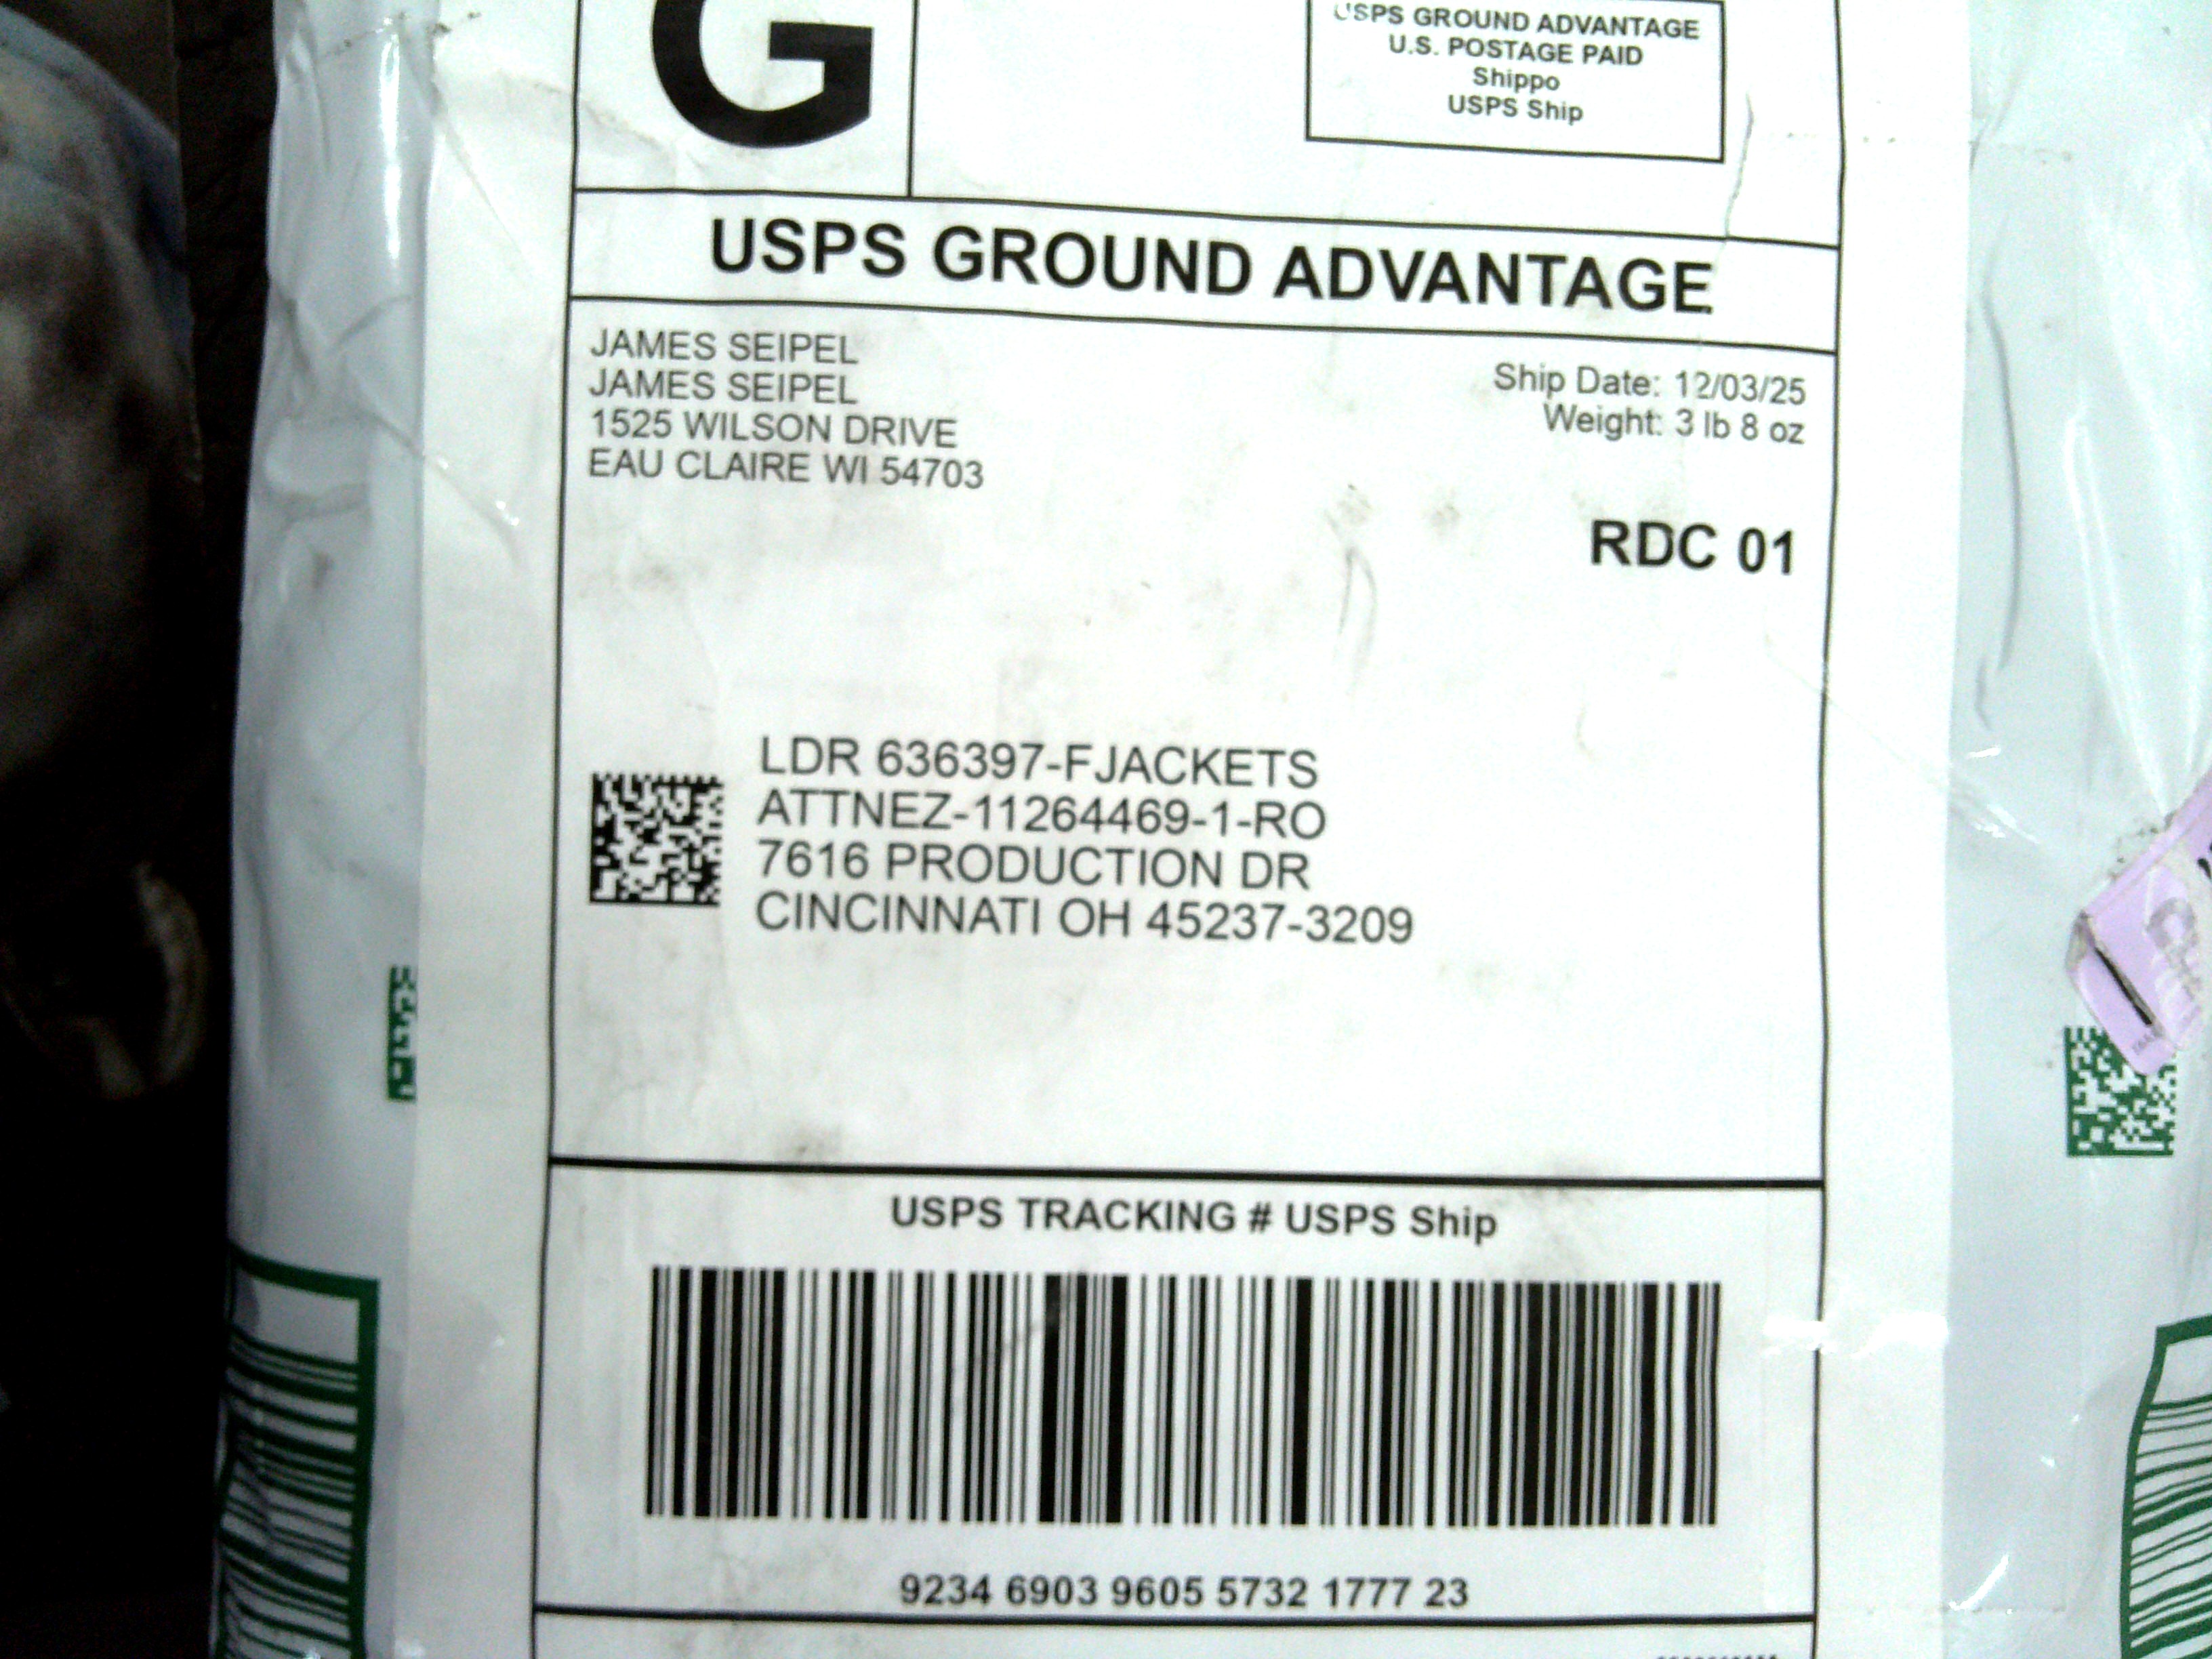 G
USPS GROUND ADVANTAGE
U.S. POSTAGE PAID
Shippo
USPS Ship
USPS GROUND ADVANTAGE
JAMES SEIPEL
JAMES SEIPEL
1525 WILSON DRIVE
EAU CLAIRE WI 54703
Ship Date: 12/03/25
Weight: 3 lb 8 oz
RDC 01
LDR 636397-FJACKETS
ATTNEZ-11264469-1-RO
7616 PRODUCTION DR
CINCINNATI OH 45237-3209
USPS TRACKING # USPS Ship
9234 6903 9605 5732 1777 23